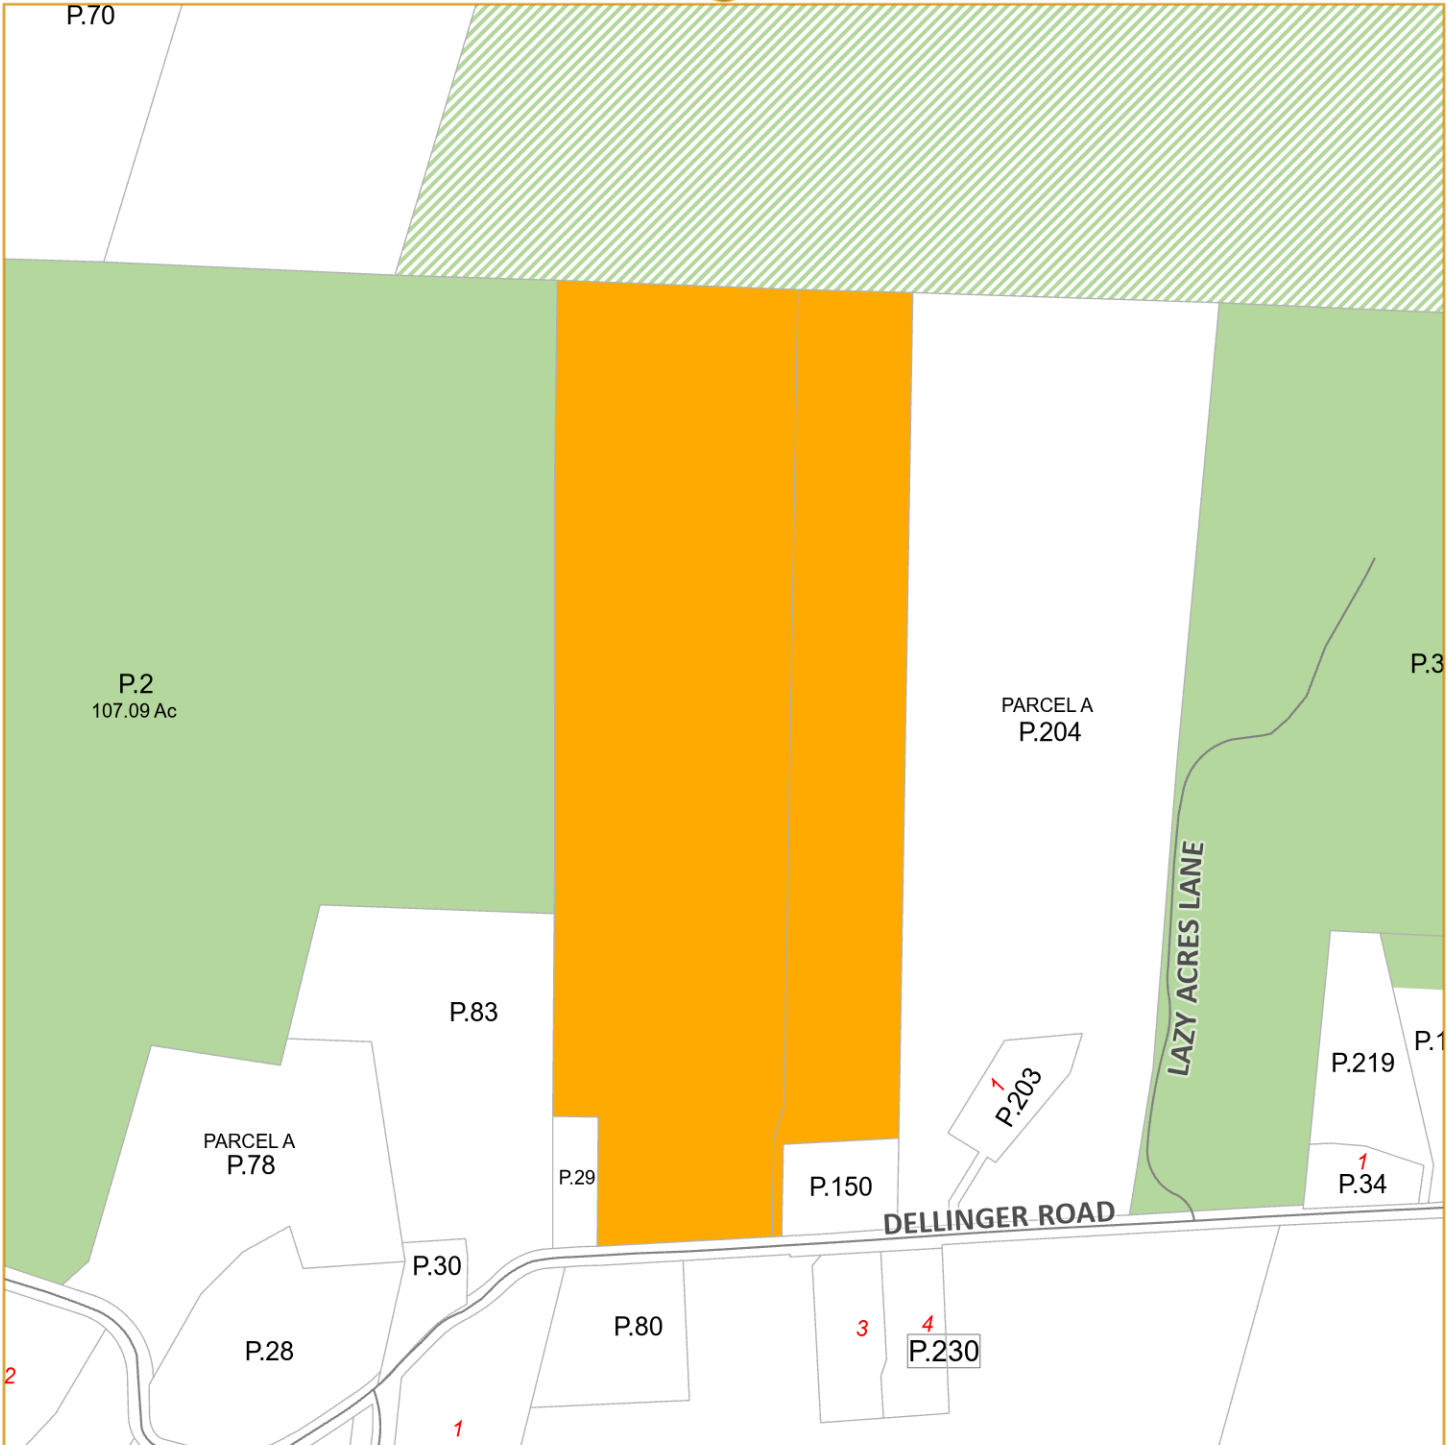 P.70
P.2
107.09 Ac
P.3
PARCEL A
P.204
LAZY ACRES LANE
P.83
P.219
P.1
1
P.203
PARCEL A
P.78
P.29
P.150
1
P.34
DELLINGER ROAD
P.30
P.80
3
4
P.230
P.28
2
1